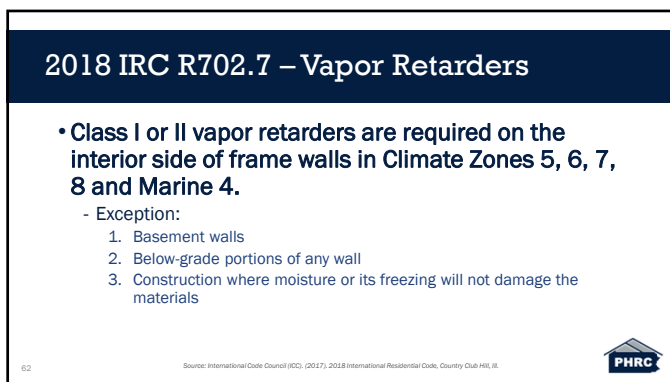 2018 IRC R702.7 – Vapor Retarders
• Class I or II vapor retarders are required on the
interior side of frame walls in Climate Zones 5, 6, 7,
8 and Marine 4.
- Exception:
1. Basement walls
2. Below-grade portions of any wall
3. Construction where moisture or its freezing will not damage the
materials
62
Source: International Code Council (ICC). (2017). 2018 International Residential Code, Country Club Hill, Ill.
PHRC